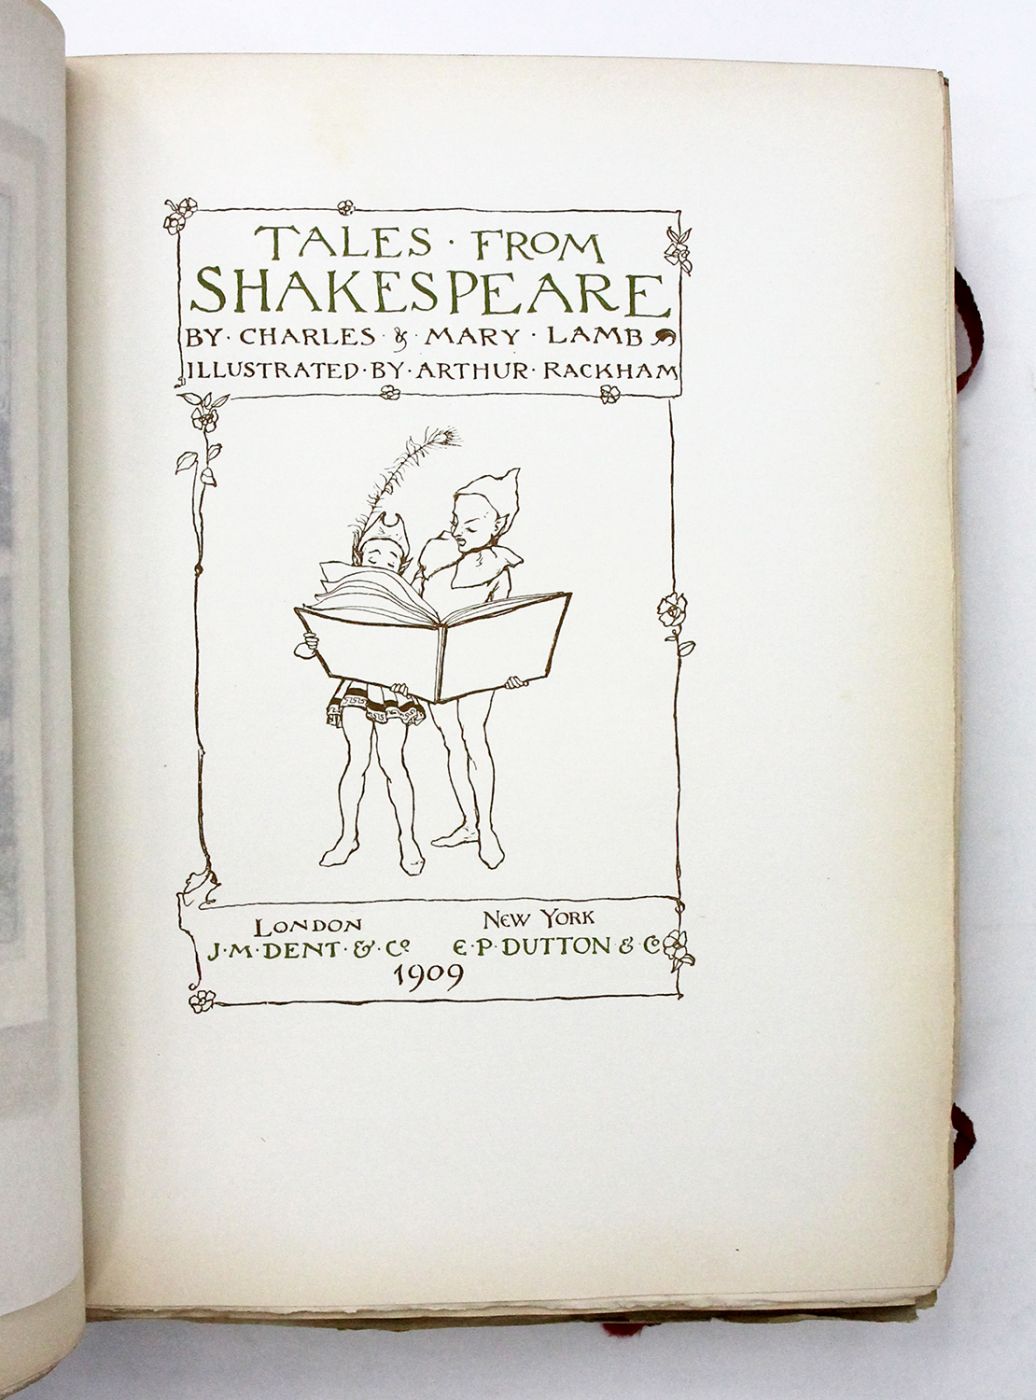 TALES · FROM
SHAKESPEARE
BY · CHARLES · & · MARY · LAMB
ILLUSTRATED · BY · ARTHUR · RACKHAM
LONDON NEW YORK
J · M · DENT · & · Co E · P · DUTTON & Co
1909